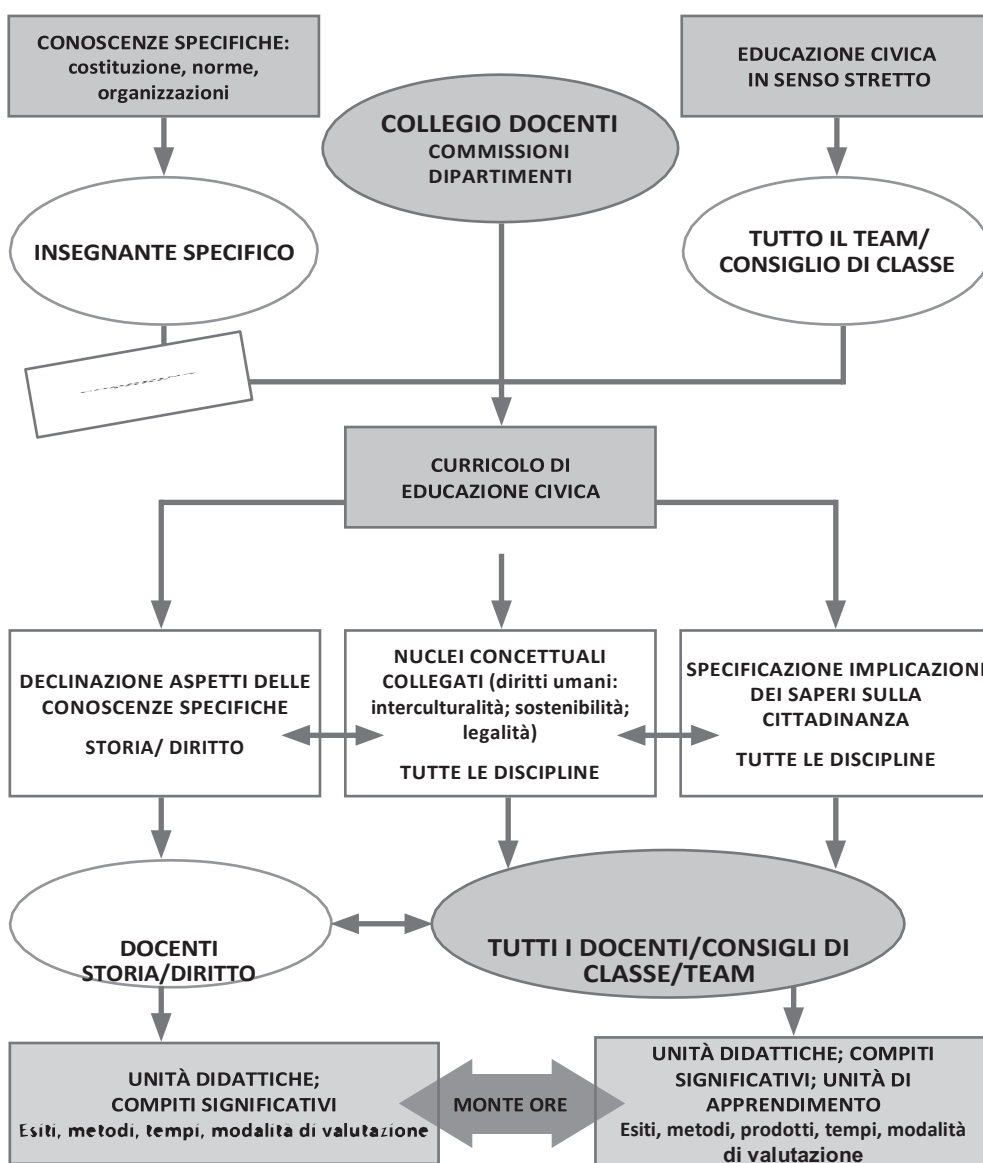 CONOSCENZE SPECIFICHE:
costituzione, norme,
organizzazioni
EDUCAZIONE CIVICA
IN SENSO STRETTO
COLLEGIO DOCENTI
COMMISSIONI
DIPARTIMENTI
INSEGNANTE SPECIFICO
TUTTO IL TEAM/
CONSIGLIO DI CLASSE
CURRICOLO DI
EDUCAZIONE CIVICA
DECLINAZIONE ASPETTI DELLE
CONOSCENZE SPECIFICHE
STORIA/ DIRITTO
NUCLEI CONCETTUALI
COLLEGATI (diritti umani:
interculturalità; sostenibilità;
legalità)
TUTTE LE DISCIPLINE
SPECIFICAZIONE IMPLICAZIONE
DEI SAPERI SULLA
CITTADINANZA
TUTTE LE DISCIPLINE
DOCENTI
STORIA/DIRITTO
TUTTI I DOCENTI/CONSIGLI DI
CLASSE/TEAM
UNITÀ DIDATTICHE;
COMPITI SIGNIFICATIVI
Esiti, metodi, tempi, modalità di valutazione
MONTE ORE
UNITÀ DIDATTICHE; COMPITI
SIGNIFICATIVI; UNITÀ DI
APPRENDIMENTO
Esiti, metodi, prodotti, tempi, modalità
di valutazione